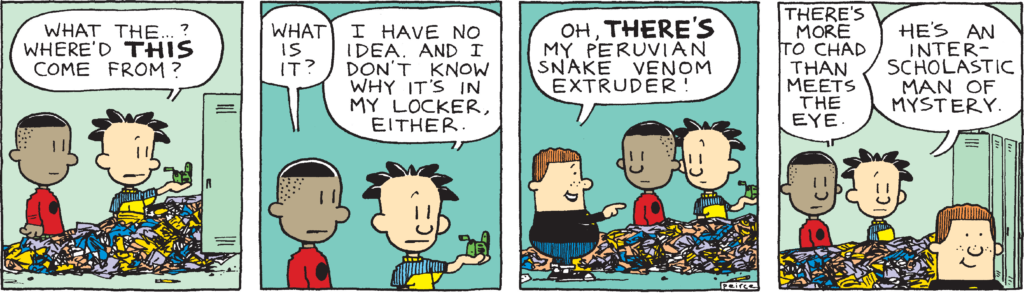 WHAT THE...?
WHERE'D THIS
COME FROM?
WHAT
IS
IT?
I HAVE NO
IDEA. AND I
DON'T KNOW
WHY IT'S IN
MY LOCKER,
EITHER.
OH, THERE'S
MY PERUVIAN
SNAKE VENOM
EXTRUDER!
PEIRCE
THERE'S
MORE
TO CHAD
THAN
MEETS
THE
EYE.
HE'S AN
INTER-
SCHOLASTIC
MAN OF
MYSTERY.